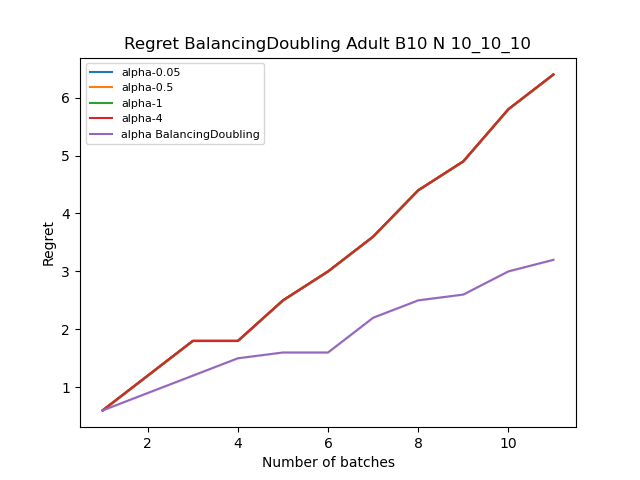 Regret BalancingDoubling Adult B10 N 10_10_10
alpha-0.05
alpha-0.5
alpha-1
alpha-4
alpha BalancingDoubling
6
5
4
3
2
1
Regret
2 4 6 8 10
Number of batches